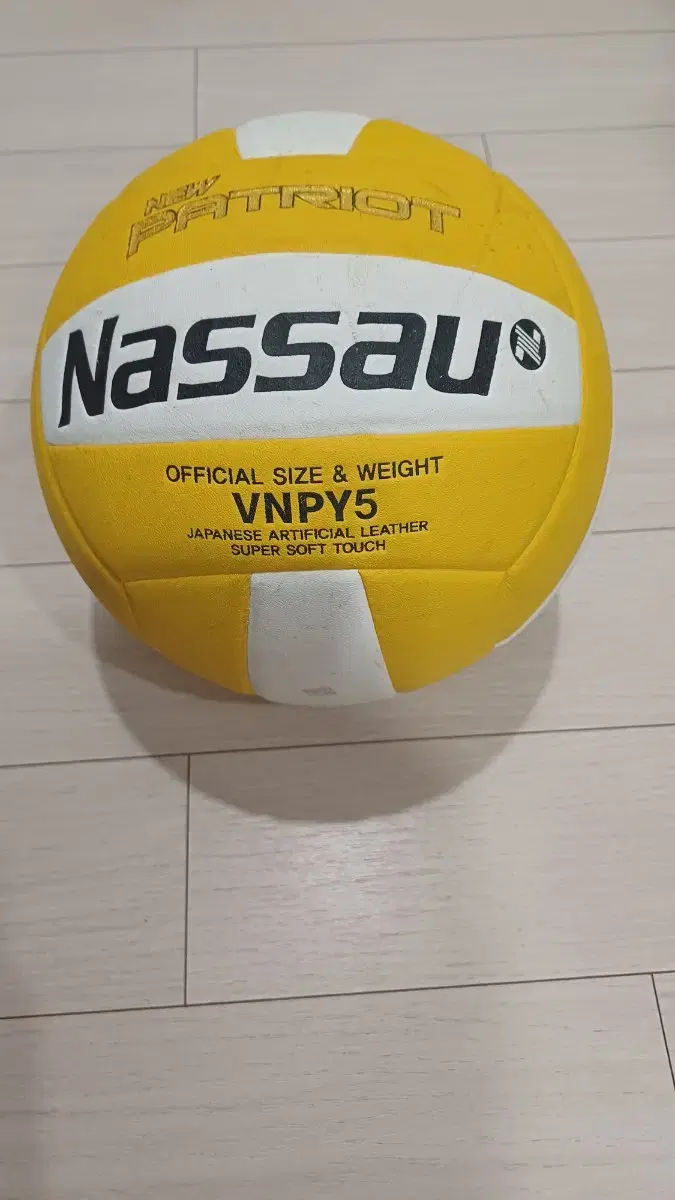 NEW
PATRIOT
Nassau
OFFICIAL SIZE & WEIGHT
VNPY5
JAPANESE ARTIFICIAL LEATHER
SUPER SOFT TOUCH